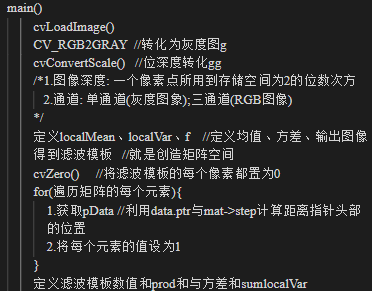 main()
cvLoadImage()
CV_RGB2GRAY //转化为灰度图g
cvConvertScale() //位深度转化gg
/*1.图像深度: 一个像素点所用到存储空间为2的位数次方
2.通道: 单通道(灰度图象);三通道(RGB图像)
*/
定义localMean、localVar、f //定义均值、方差、输出图像
得到滤波模板 //就是创造矩阵空间
cvZero() //将滤波模板的每个像素都置为0
for(遍历矩阵的每个元素){
1.获取pData //利用data.ptr与mat->step计算距离指针头部
的位置
2.将每个元素的值设为1
}
定义滤波模板数值和prod和与方差和sumlocalVar